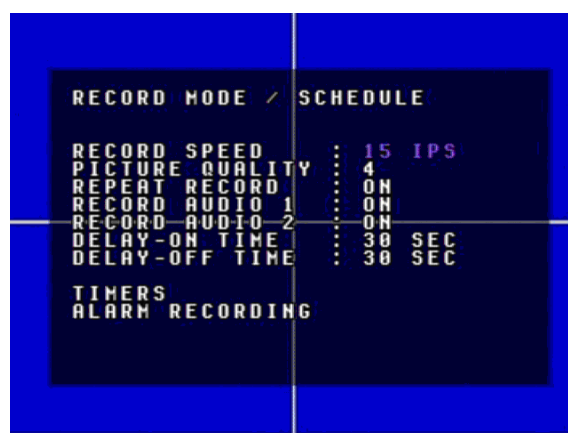 RECORD MODE / SCHEDULE
RECORD SPEED : 15 IPS
PICTURE QUALITY : 4
REPEAT RECORD : ON
RECORD AUDIO 1 : ON
RECORD AUDIO 2 : ON
DELAY-ON TIME : 30 SEC
DELAY-OFF TIME : 30 SEC
TIMERS
ALARM RECORDING